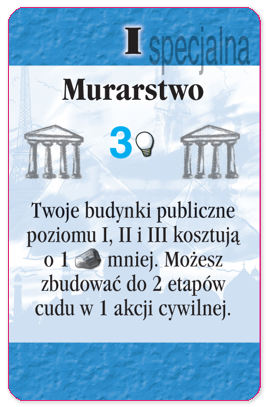 I specjalna
Murarstwo
3
Twoje budynki publiczne
poziomu I, II i III kosztują
o 1 mniej. Możesz
zbudować do 2 etapów
cudu w 1 akcji cywilnej.